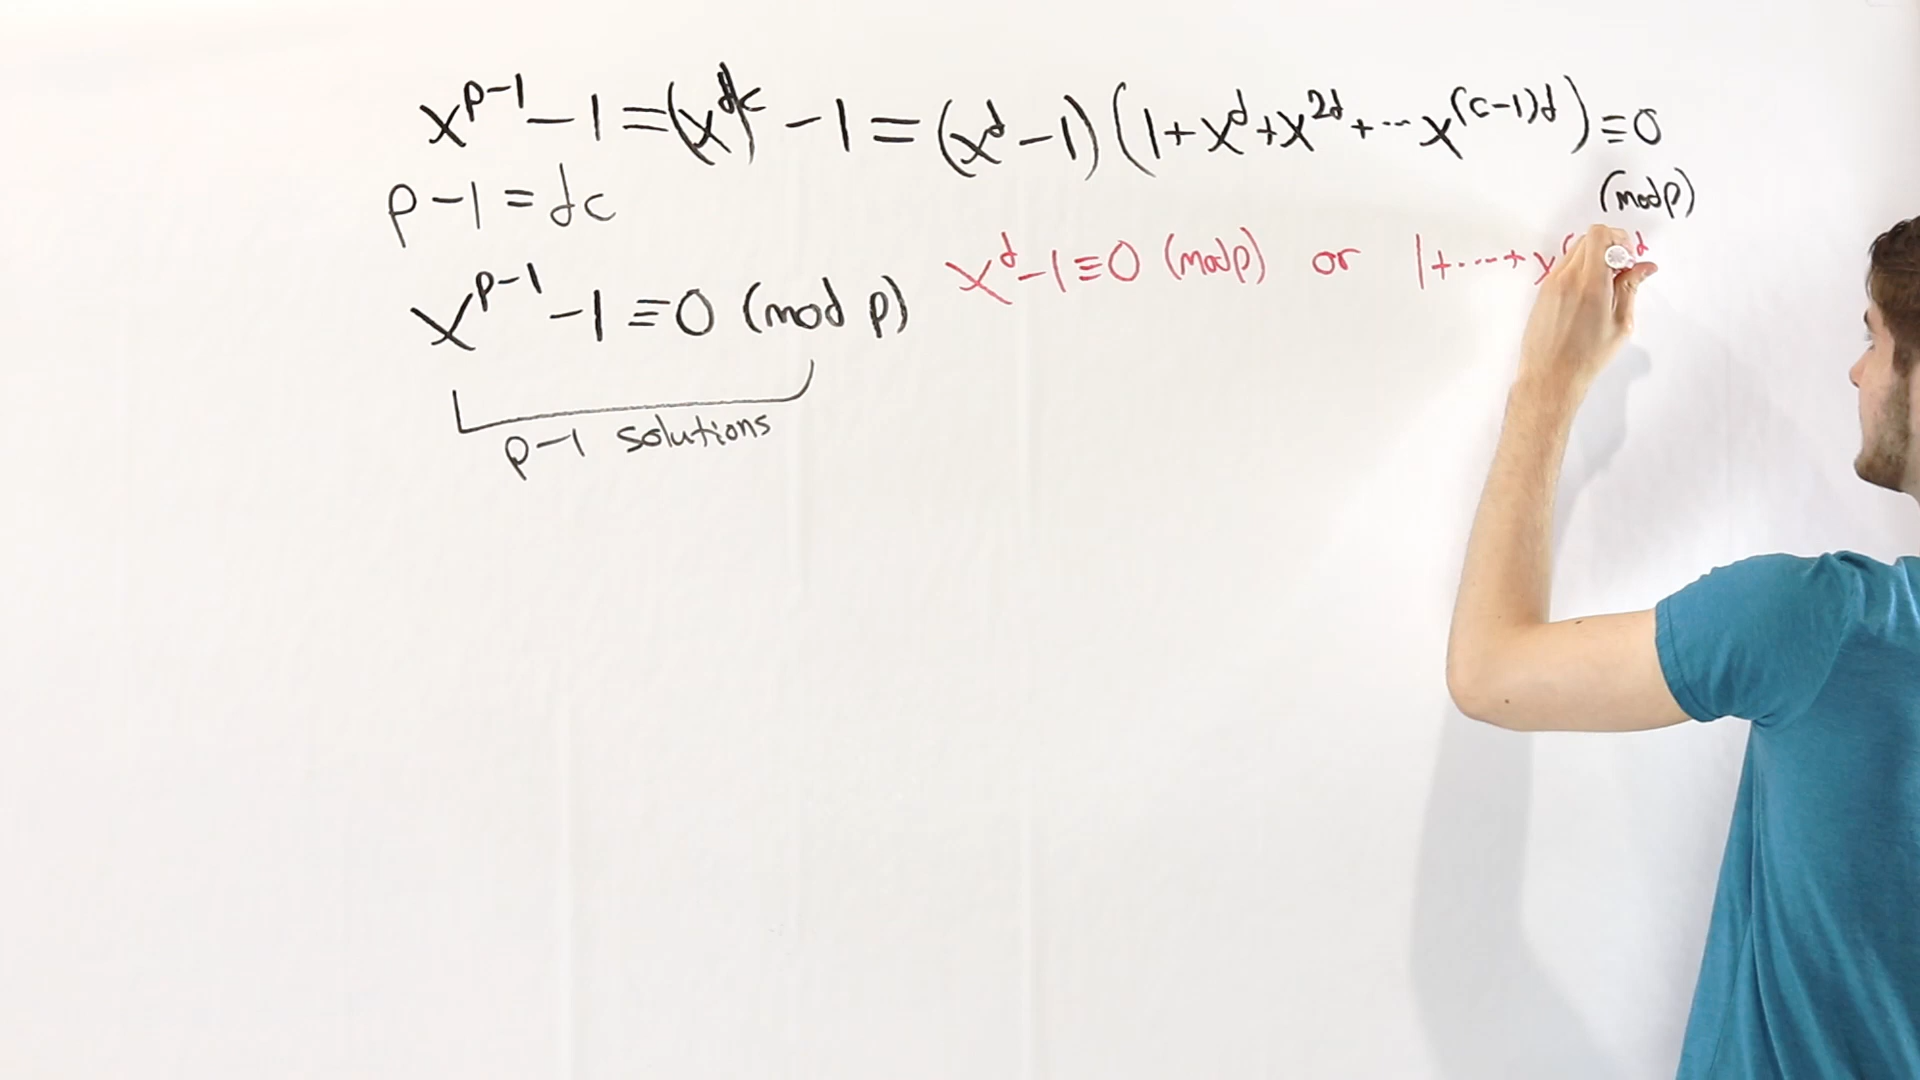 x^{p-1} - 1 = (x^d)^c - 1 = (x^d - 1)(1 + x^d + x^{2d} + ... x^{(c-1)d}) ≡ 0
(mod p)
p - 1 = dc
x^d - 1 ≡ 0 (mod p) or 1 + ... + x
x^{p-1} - 1 ≡ 0 (mod p)
p-1 solutions